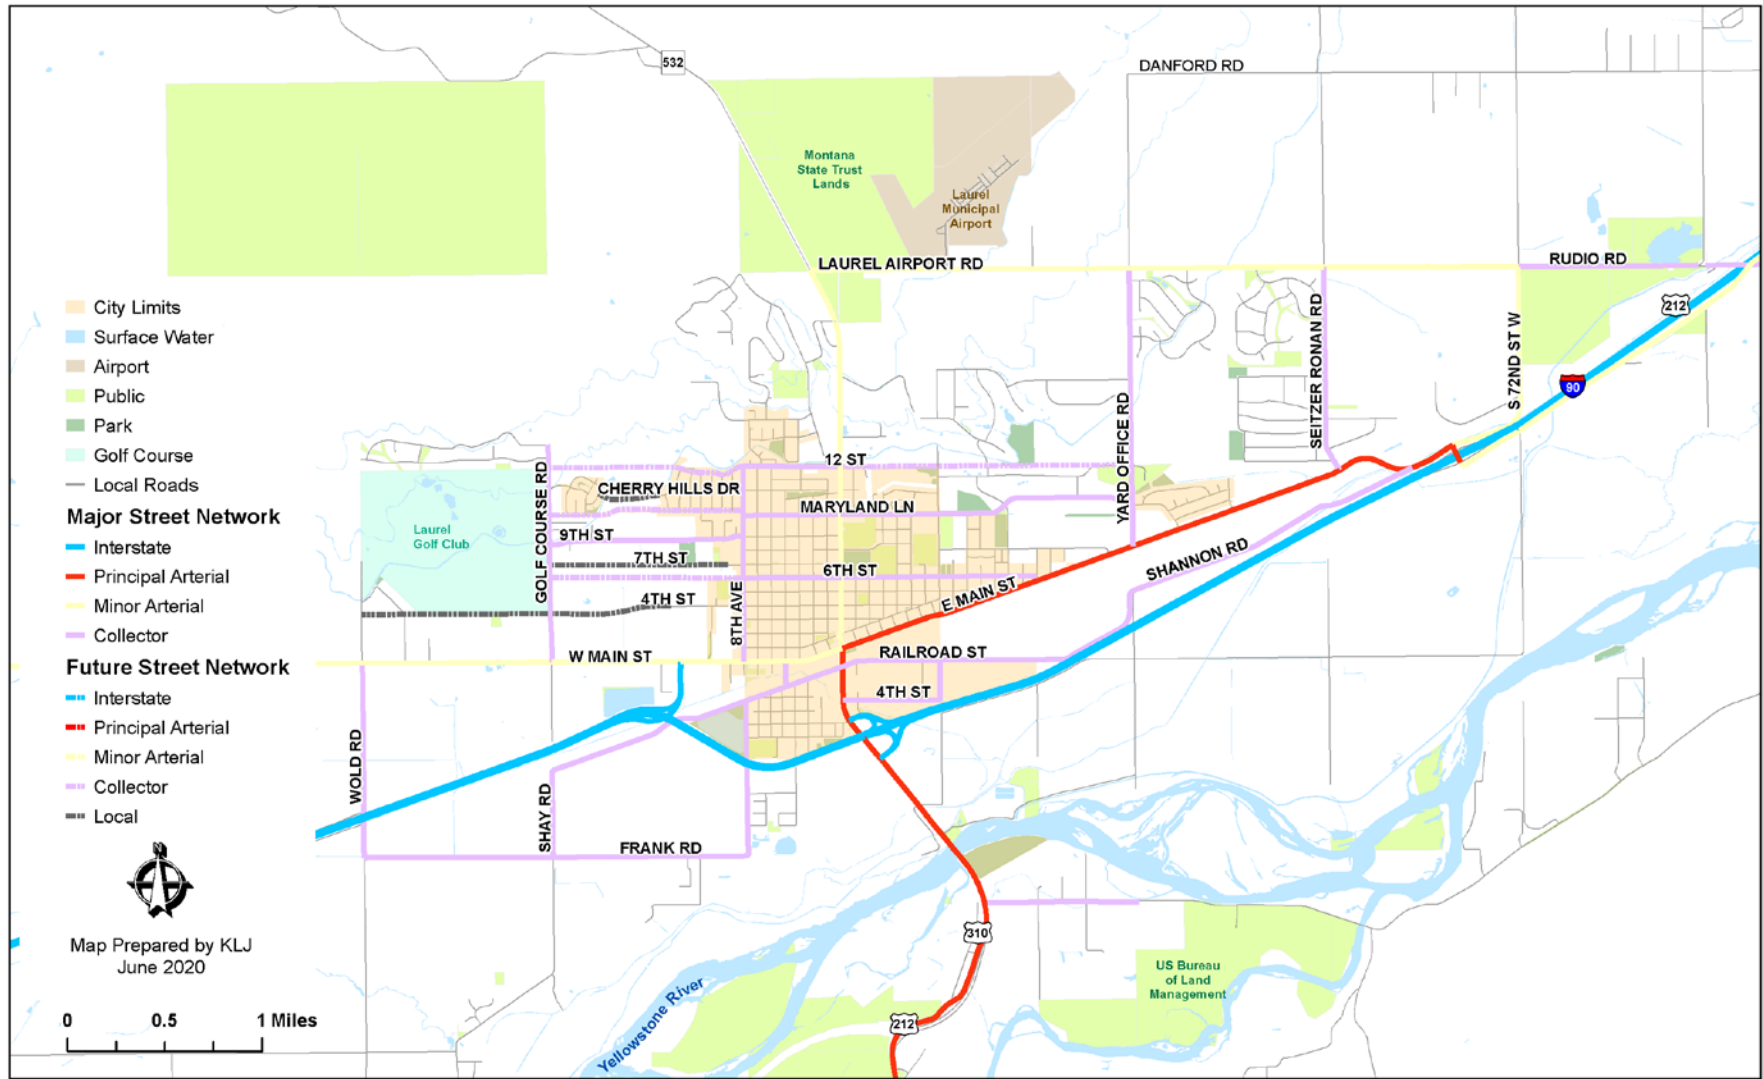 532
DANFORD RD
Montana
State Trust
Lands
Laurel
Municipal
Airport
LAUREL AIRPORT RD
RUDIO RD
212
90
S 72ND ST W
SEITZER RONAN RD
YARD OFFICE RD
City Limits
Surface Water
Airport
Public
Park
Golf Course
Local Roads
Major Street Network
Interstate
Principal Arterial
Minor Arterial
Collector
Future Street Network
Interstate
Principal Arterial
Minor Arterial
Collector
Local
12 ST
CHERRY HILLS DR
MARYLAND LN
GOLF COURSE RD
Laurel
Golf Club
9TH ST
7TH ST
6TH ST
4TH ST
8TH AVE
E MAIN ST
SHANNON RD
W MAIN ST
RAILROAD ST
4TH ST
WOLD RD
SHAY RD
FRANK RD
N
Map Prepared by KLJ
June 2020
0 0.5 1 Miles
310
212
Yellowstone River
US Bureau
of Land
Management